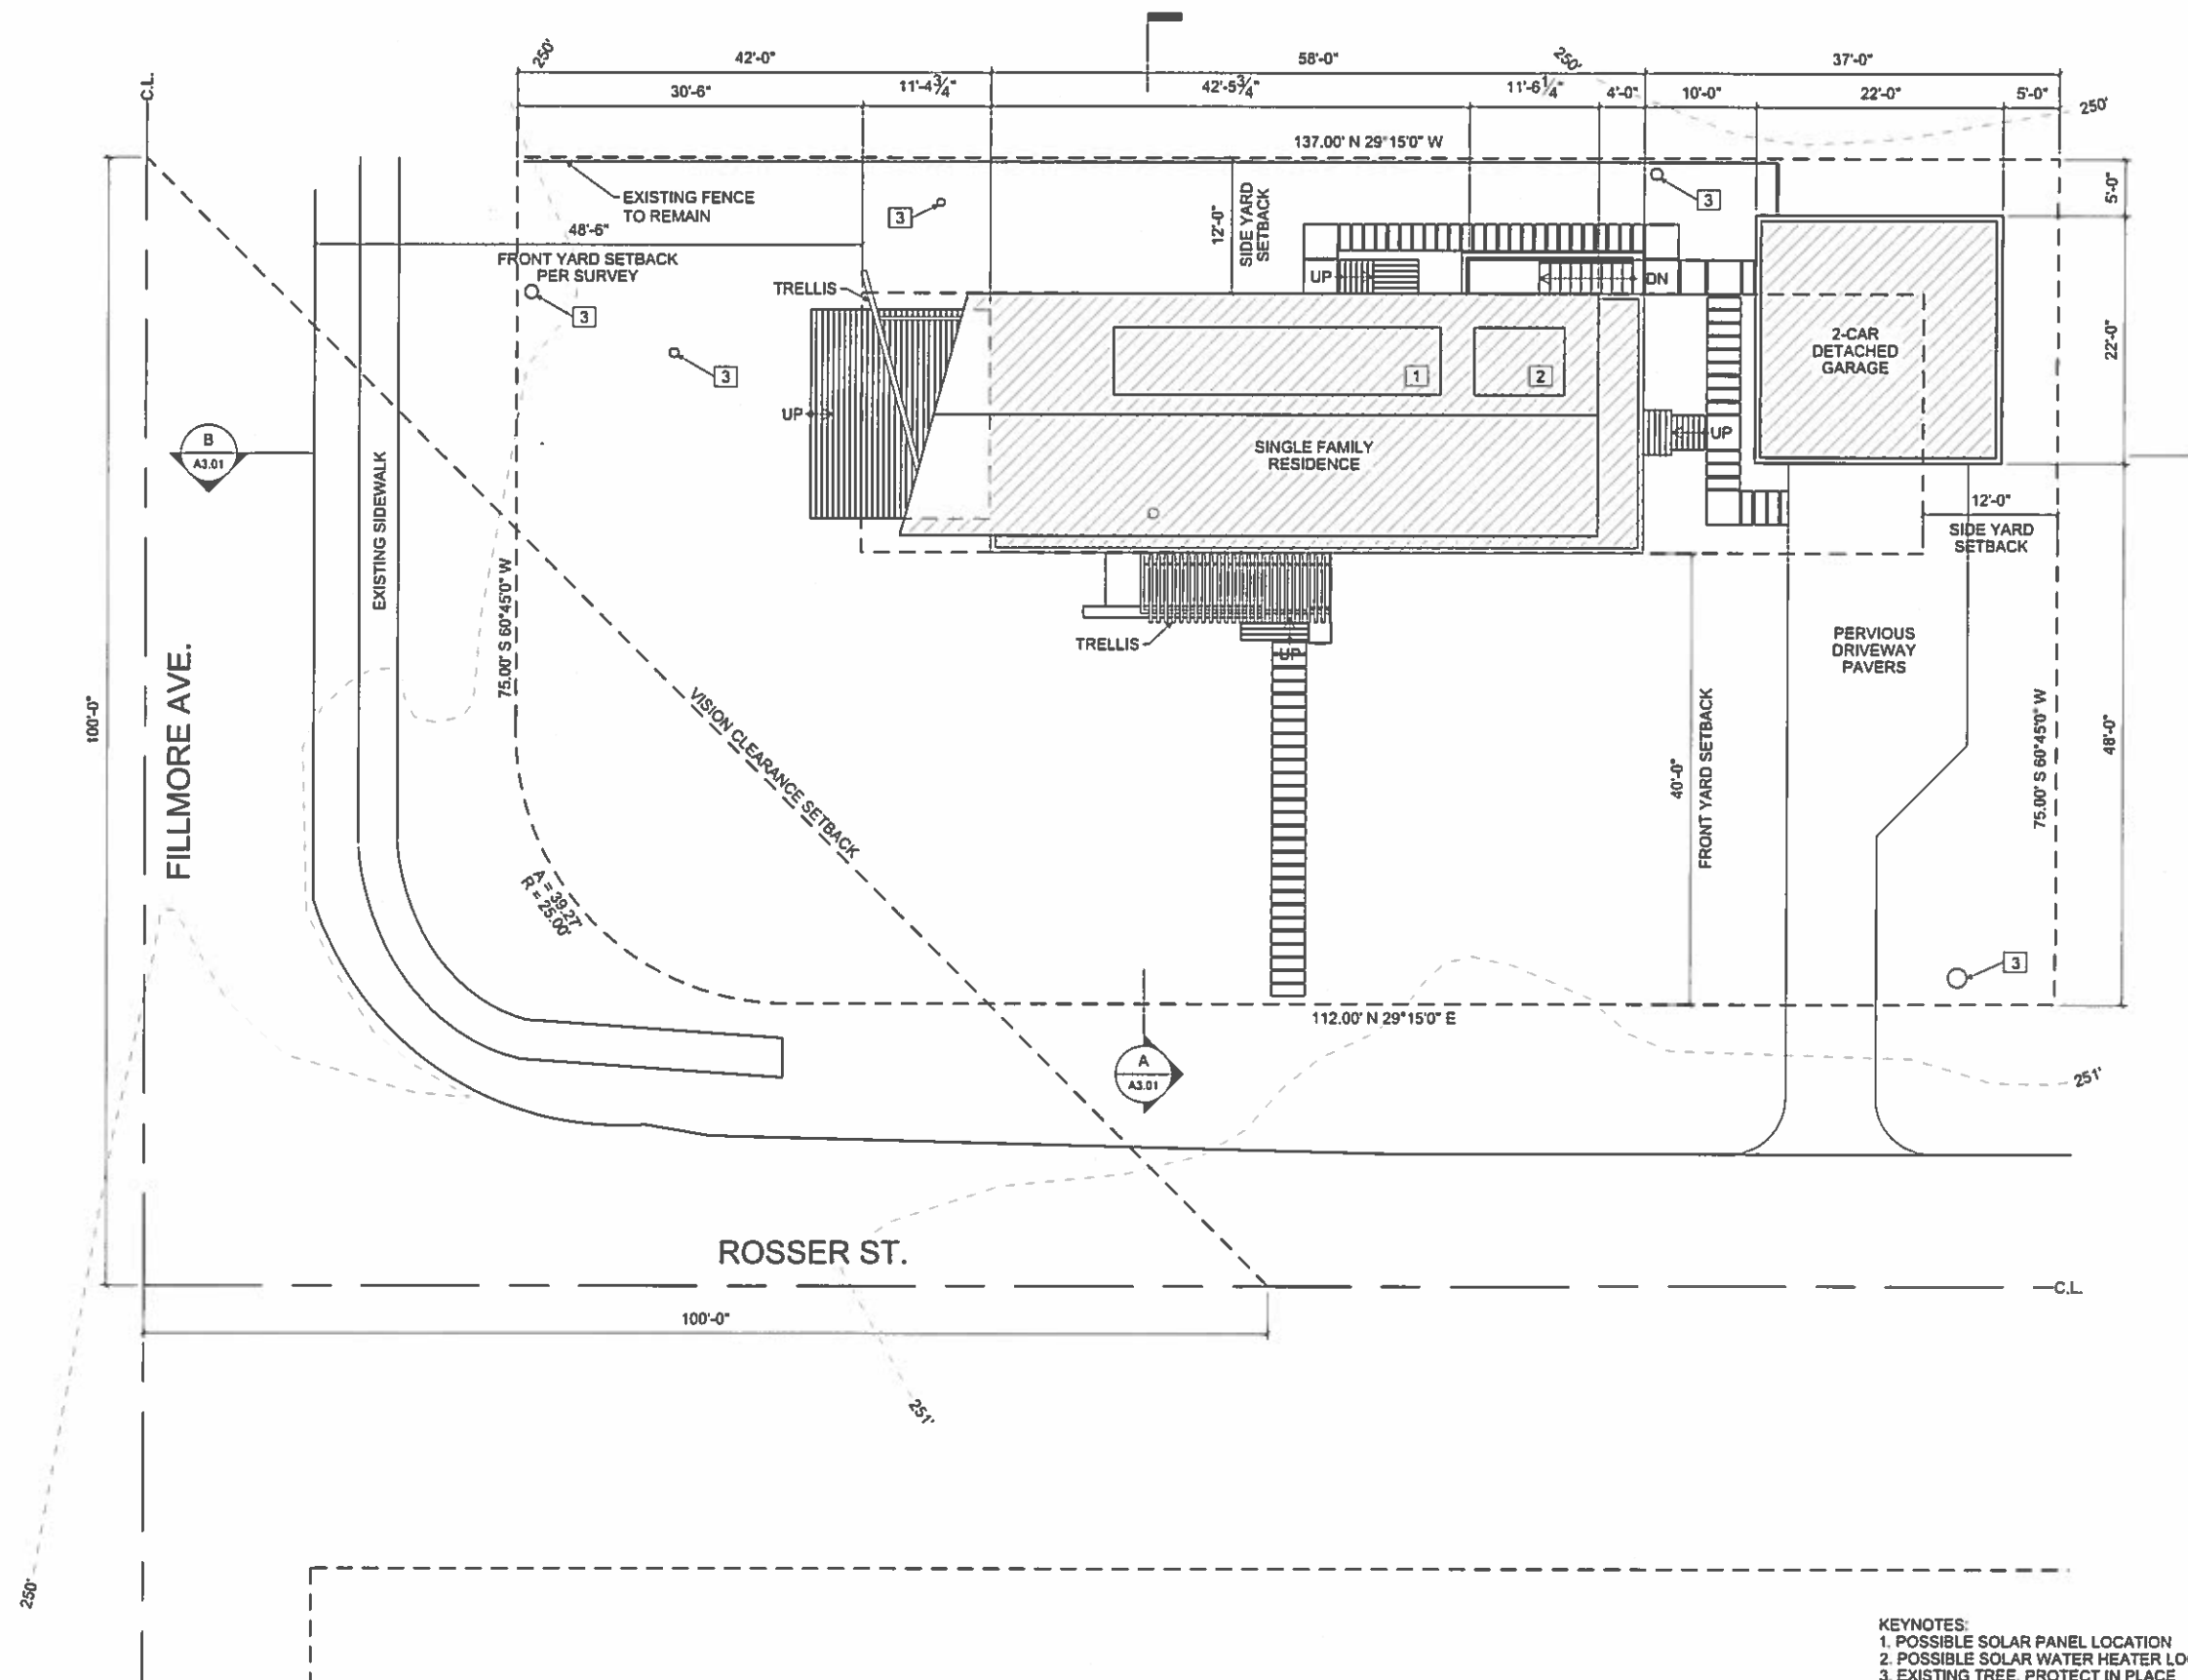 250'
42'-0"
58'-0"
250'
37'-0"
C.L.
30'-6"
11'-4¾"
42'-5¾"
11'-6¼"
4'-0"
10'-0"
22'-0"
5'-0"
250'
137.00' N 29°15'0" W
EXISTING FENCE
TO REMAIN
3
12'-0"
SIDE YARD
SETBACK
3
5'-0"
48'-6"
FRONT YARD SETBACK
PER SURVEY
TRELLIS
UP
DN
3
3
UP
1
2
2-CAR
DETACHED
GARAGE
22'-0"
B
A3.01
EXISTING SIDEWALK
SINGLE FAMILY
RESIDENCE
UP
12'-0"
SIDE YARD
SETBACK
75.00' S 60°45'0" W
TRELLIS
UP
PERVIOUS
DRIVEWAY
PAVERS
100'-0"
FILLMORE AVE.
VISION CLEARANCE SETBACK
40'-0"
FRONT YARD SETBACK
75.00' S 60°45'0" W
48'-0"
A = 39.27'
R = 25.00'
3
112.00' N 29°15'0" E
A
A3.01
251'
ROSSER ST.
C.L.
100'-0"
251'
250'
KEYNOTES:
1. POSSIBLE SOLAR PANEL LOCATION
2. POSSIBLE SOLAR WATER HEATER LO
3. EXISTING TREE, PROTECT IN PLACE